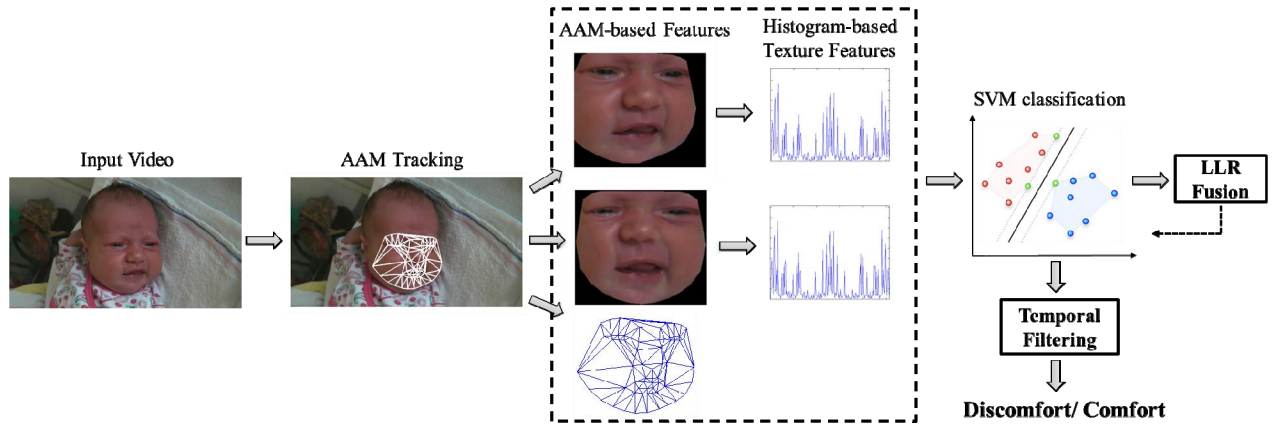 AAM-based Features
Histogram-based
Texture Features
Input Video
AAM Tracking
SVM classification
LLR
Fusion
Temporal
Filtering
Discomfort/ Comfort